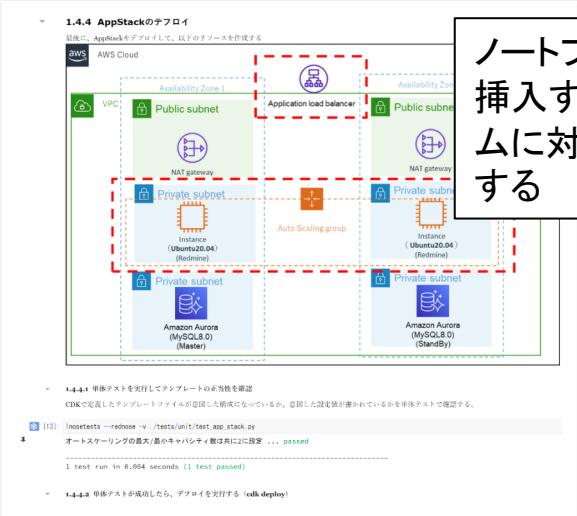 1.4.4 AppStackのデプロイ
最後に、AppStackをデプロイして、以下のリソースを作成する
aws
AWS Cloud
Availability Zone 1
Availability Zon
VPC
Public subnet
Application load balancer
Public subne
NAT gateway
NAT gateway
Private subnet
Private subn
Auto Scaling group
Instance
(Ubuntu20.04)
(Redmine)
Instance
(Ubuntu20.04)
(Redmine)
Private subnet
Private subnet
Amazon Aurora
(MySQL8.0)
(Master)
Amazon Aurora
(MySQL8.0)
(StandBy)
ノートブ
挿入す
ムに対
する
1.4.4.1 単体テストを実行してテンプレートの正当性を確認
CDKで定義したテンプレートファイルが意図した構成になっているか、意図した設定値が書かれているかを単体テストで確認する。
[13]: !nosetests --rednose -v ./tests/unit/test_app_stack.py
オートスケーリングの最大/最小キャパシティ数は共に2に設定 ... passed
----------------------------------------------------------------------
1 test run in 0.004 seconds (1 test passed)
1.4.4.2 単体テストが成功したら、デプロイを実行する（cdk deploy）